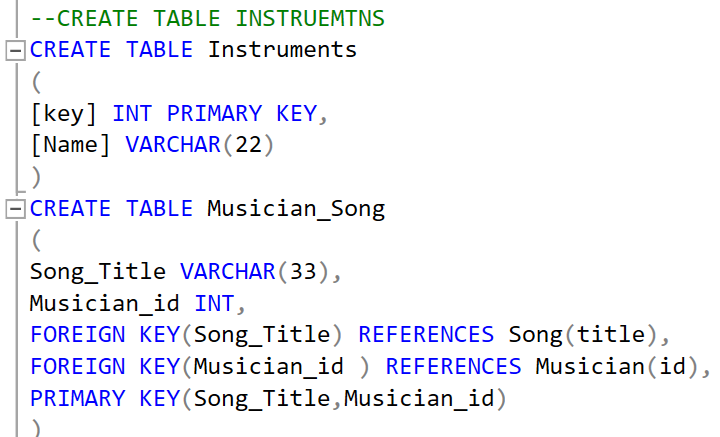 --CREATE TABLE INSTRUEMTNS
CREATE TABLE Instruments
(
[key] INT PRIMARY KEY,
[Name] VARCHAR(22)
)
CREATE TABLE Musician_Song
(
Song_Title VARCHAR(33),
Musician_id INT,
FOREIGN KEY(Song_Title) REFERENCES Song(title),
FOREIGN KEY(Musician_id ) REFERENCES Musician(id),
PRIMARY KEY(Song_Title,Musician_id)
)